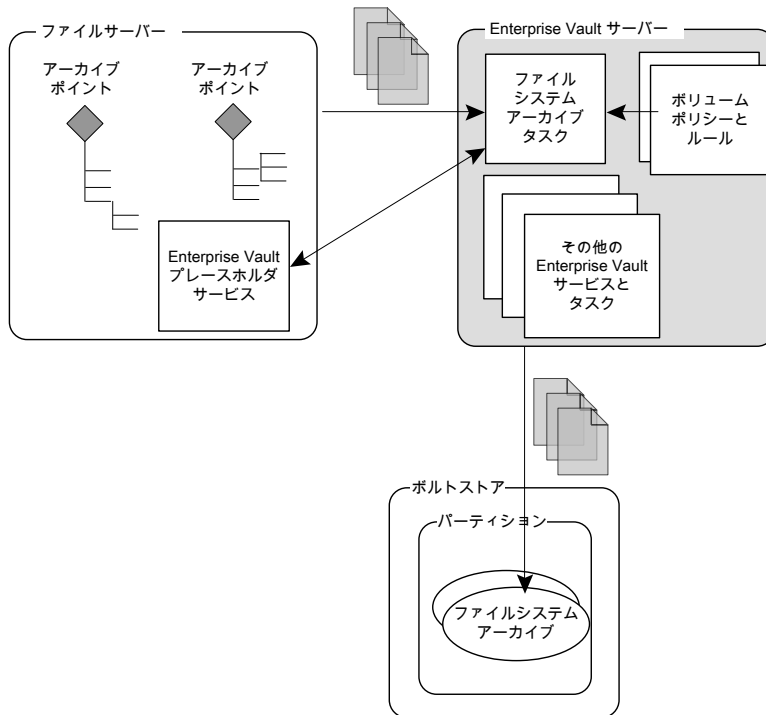 ファイルサーバー
アーカイブ
ポイント
アーカイブ
ポイント
Enterprise Vault
プレースホルダ
サービス
Enterprise Vault サーバー
ファイル
システム
アーカイブ
タスク
ボリューム
ポリシーと
ルール
その他の
Enterprise Vault
サービスと
タスク
ボルトストア
パーティション
ファイルシステム
アーカイブ